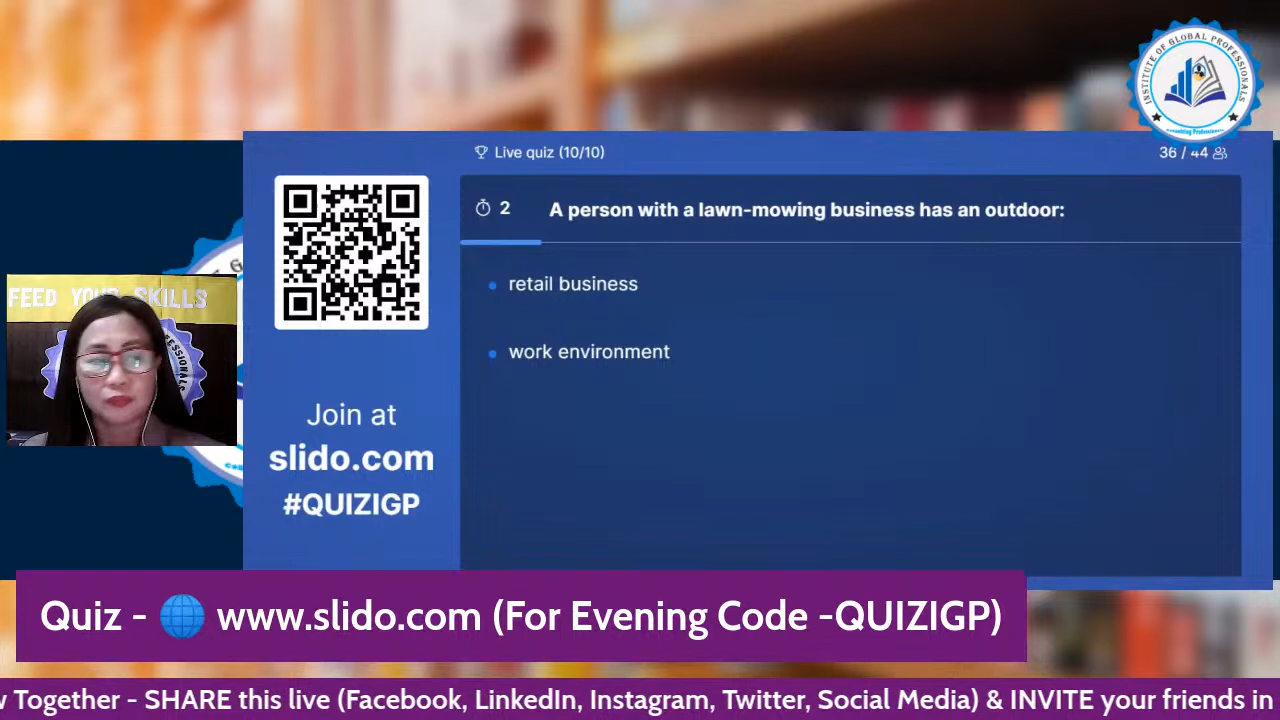 INSTITUTE OF GLOBAL PROFESSIONALS
Live quiz (10/10)
36 / 44
2
A person with a lawn-mowing business has an outdoor:
retail business
work environment
FEED YOUR SKILLS
Join at
slido.com
#QUIZIGP
Quiz - 🌐 www.slido.com (For Evening Code -QUIZIGP)
w Together - SHARE this live (Facebook, LinkedIn, Instagram, Twitter, Social Media) & INVITE your friends in